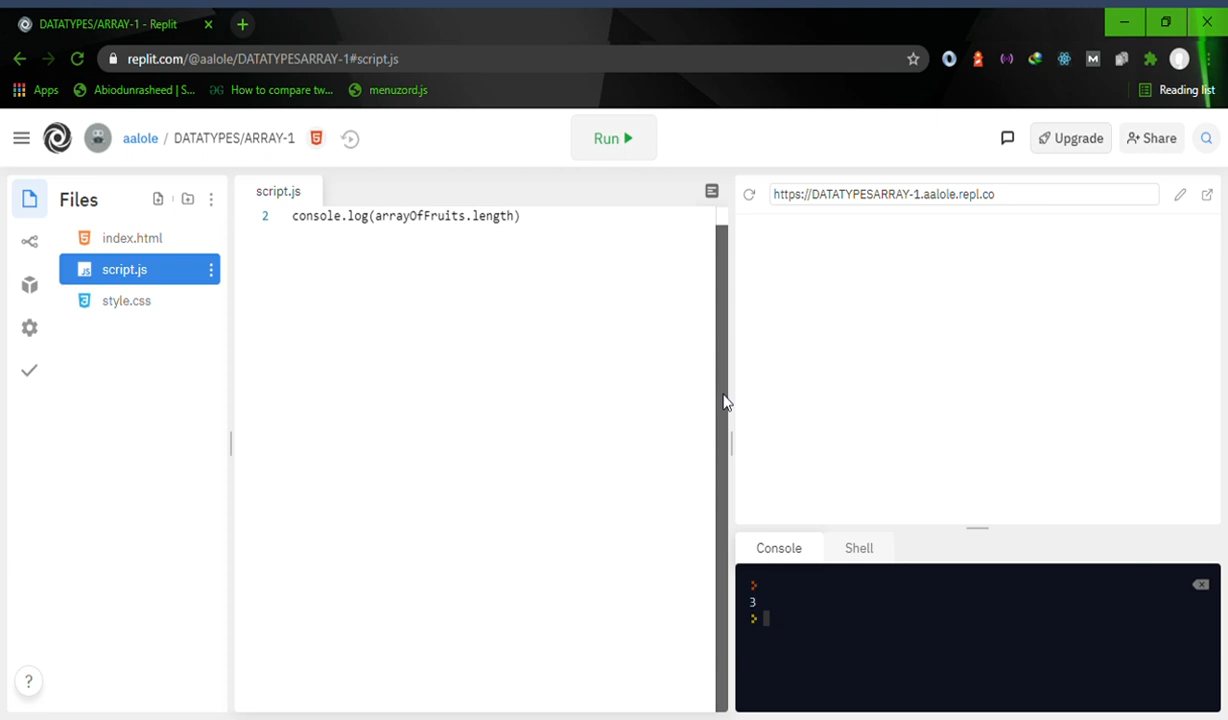 DATATYPES/ARRAY-1 - Replit
replit.com/@aalole/DATATYPESARRAY-1#script.js
Apps
Abiodunrasheed | S...
How to compare tw...
menuzord.js
Reading list
aalole / DATATYPES/ARRAY-1
Run
Upgrade
Share
Files
index.html
script.js
style.css
script.js
2 console.log(arrayOfFruits.length)
https://DATATYPESARRAY-1.aalole.repl.co
Console
Shell
3
?